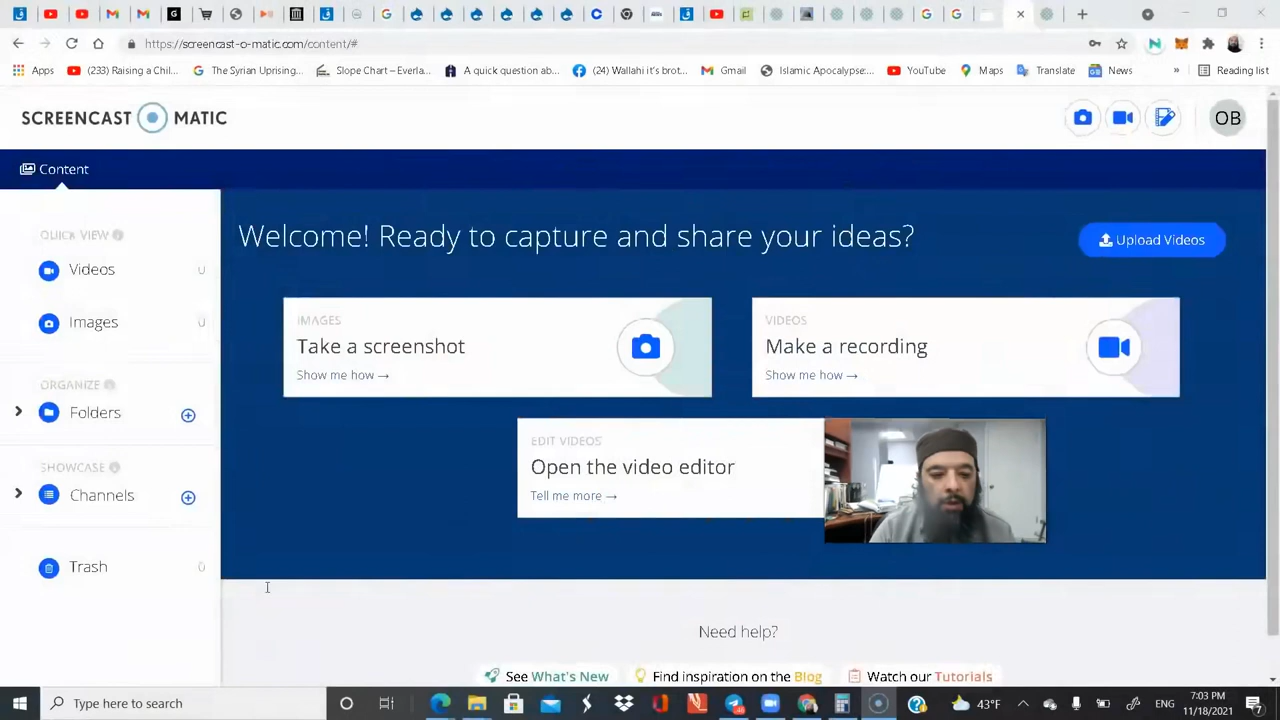 https://screencast-o-matic.com/content/#
Apps (233) Raising a Chil... The Syrian Uprising... Slope Chart – Everla... A quick question ab... (24) Wallahi it's brot... Gmail Islamic Apocalypse:... YouTube Maps Translate News » Reading list
SCREENCAST O MATIC OB
Content
Welcome! Ready to capture and share your ideas?
Upload Videos
QUICK VIEW
Videos 0
Images 0
ORGANIZE
Folders
SHOWCASE
Channels
Trash 0
IMAGES
Take a screenshot
Show me how →
VIDEOS
Make a recording
Show me how →
EDIT VIDEOS
Open the video editor
Tell me more →
Need help?
See What's New Find inspiration on the Blog Watch our Tutorials
Type here to search
43°F ENG 7:03 PM
11/18/2021 7